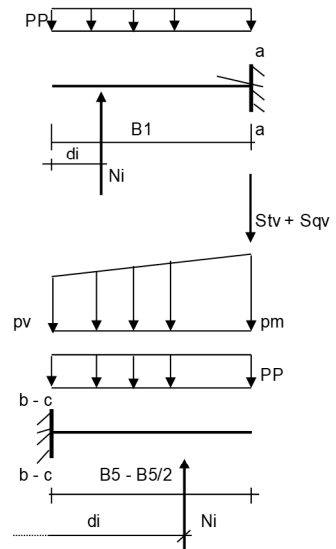 PP
a
B1
a
di
Ni
Stv + Sqv
pv
pm
PP
b - c
b - c
B5 - B5/2
di
Ni